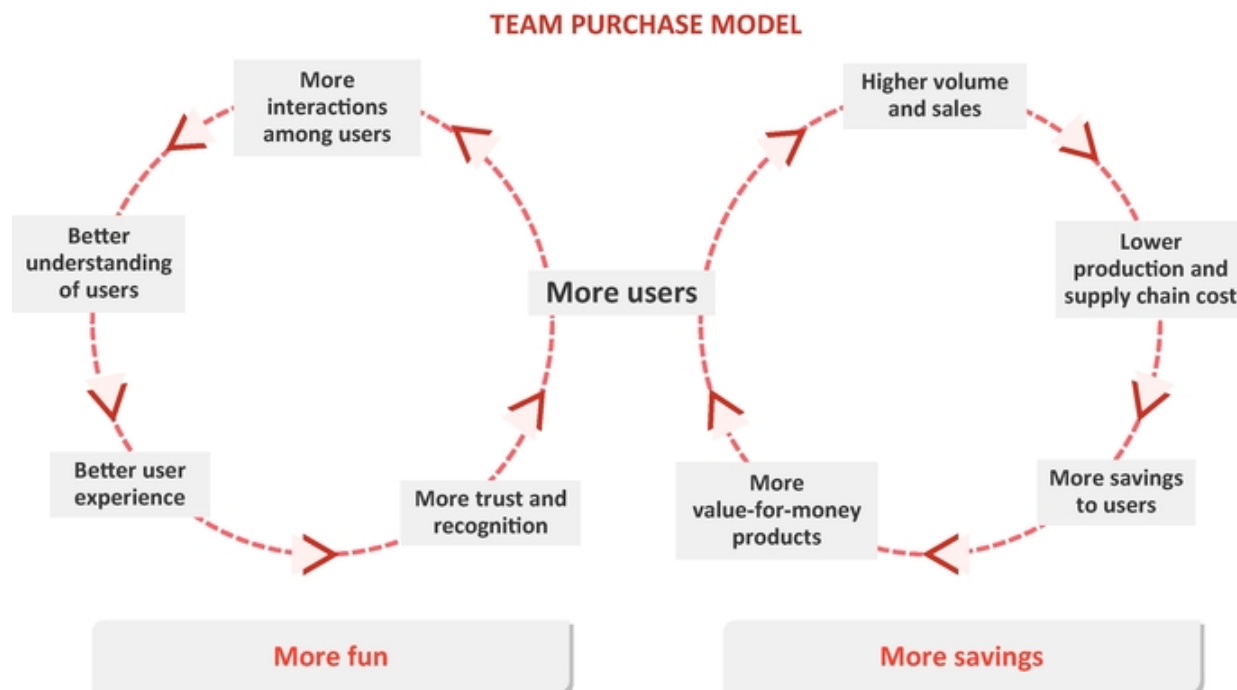 TEAM PURCHASE MODEL
More
interactions
among users
Better
understanding
of users
Better user
experience
More trust and
recognition
More users
Higher volume
and sales
Lower
production and
supply chain cost
More savings
to users
More
value-for-money
products
More fun
More savings